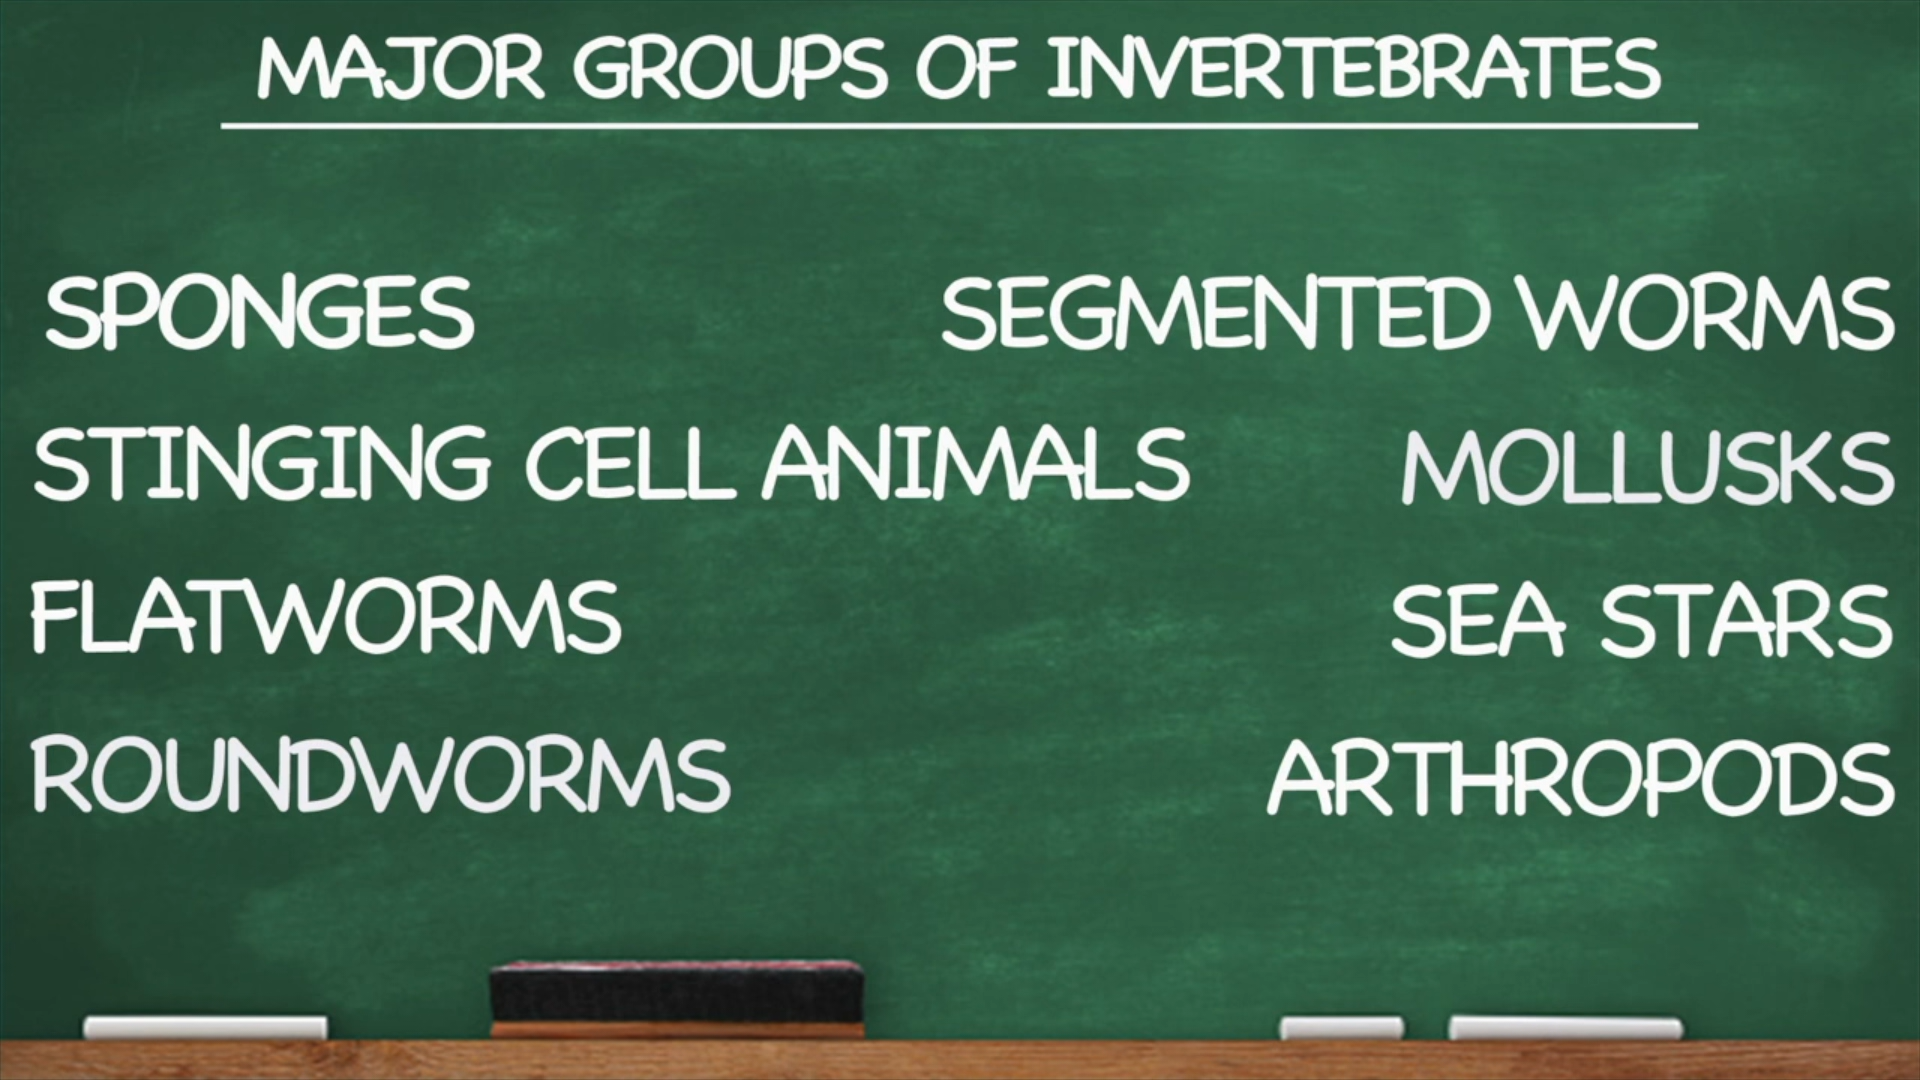 MAJOR GROUPS OF INVERTEBRATES
SPONGES
STINGING CELL ANIMALS
FLATWORMS
ROUNDWORMS
SEGMENTED WORMS
MOLLUSKS
SEA STARS
ARTHROPODS